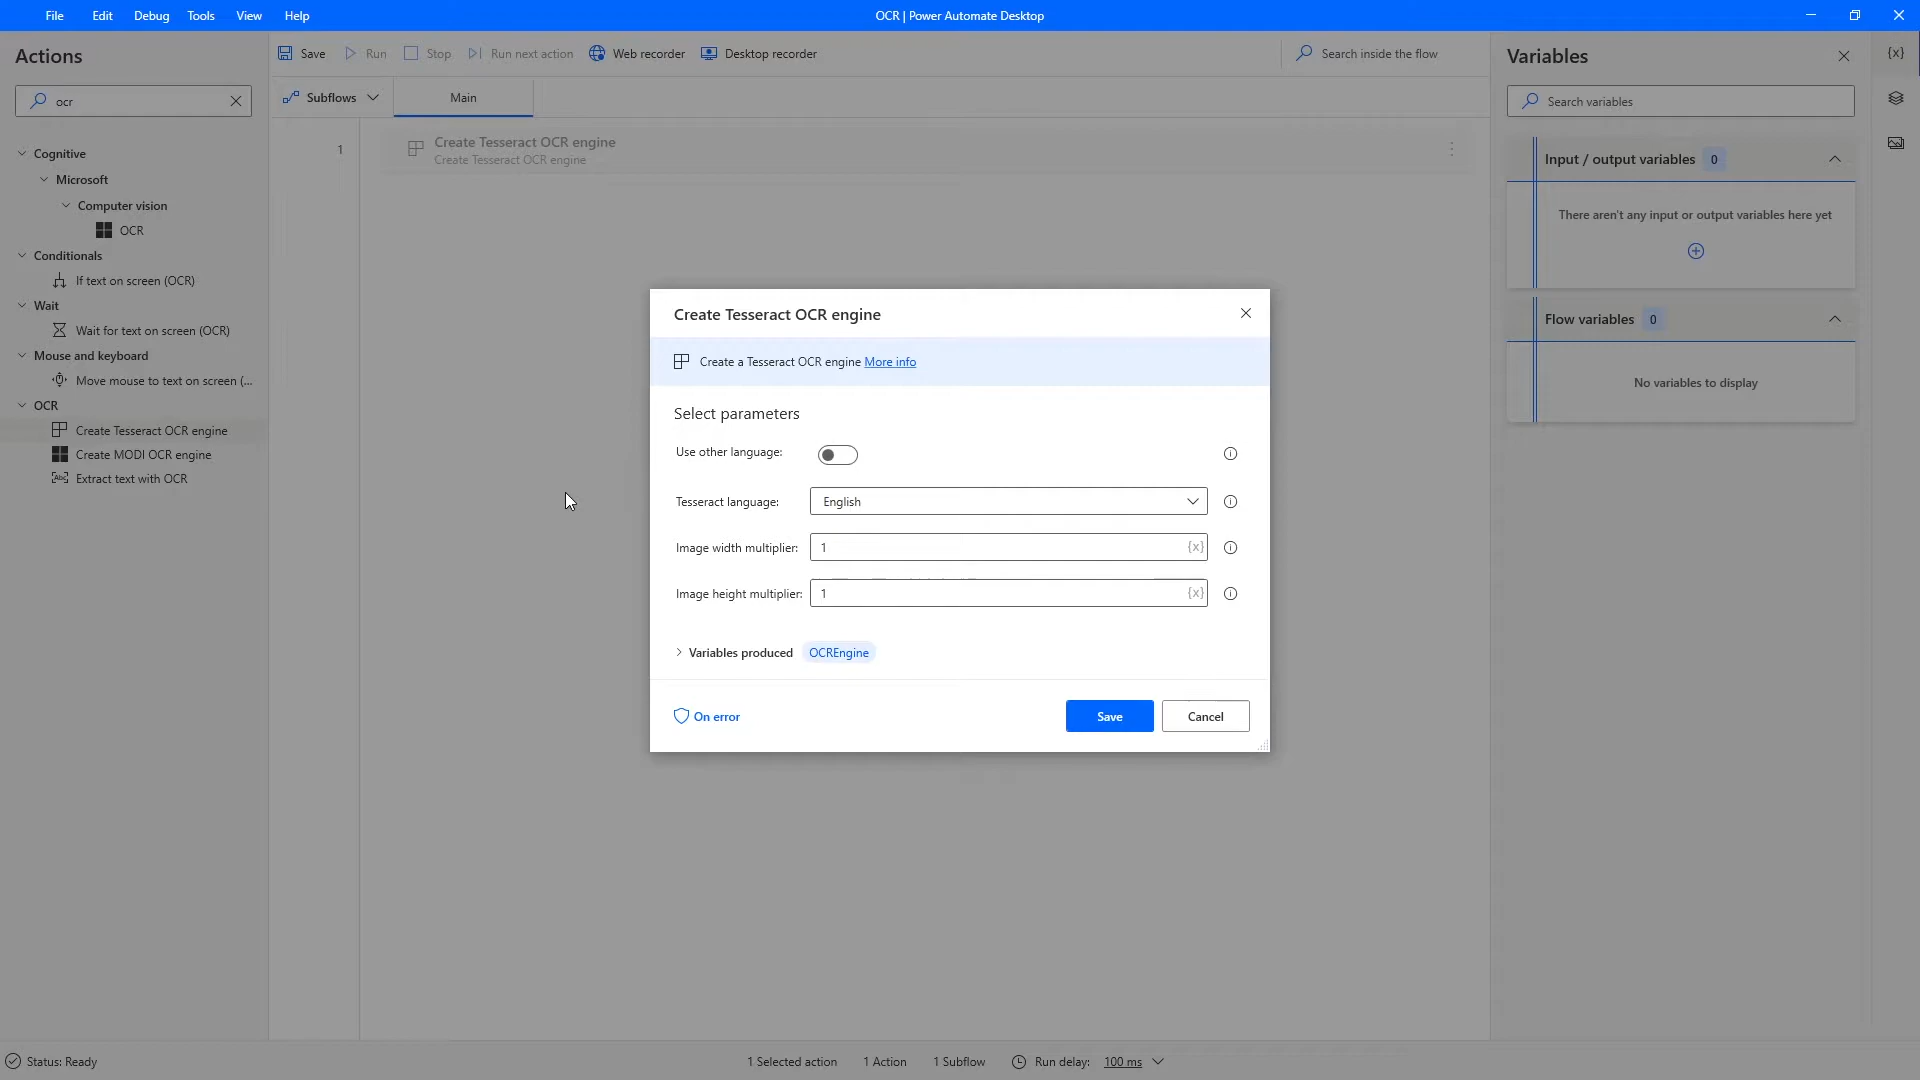 File Edit Debug Tools View Help
OCR | Power Automate Desktop
Actions
ocr
Cognitive
Microsoft
Computer vision
OCR
Conditionals
If text on screen (OCR)
Wait
Wait for text on screen (OCR)
Mouse and keyboard
Move mouse to text on screen (...
OCR
Create Tesseract OCR engine
Create MODI OCR engine
Extract text with OCR
Save Run Stop Run next action Web recorder Desktop recorder
Search inside the flow
Subflows Main
1
Create Tesseract OCR engine
Create Tesseract OCR engine
Create Tesseract OCR engine
Create a Tesseract OCR engine More info
Select parameters
Use other language:
Tesseract language: English
Image width multiplier: 1 {x}
Image height multiplier: 1 {x}
Variables produced OCREngine
On error Save Cancel
Variables
{x}
Search variables
Input / output variables 0
There aren't any input or output variables here yet
Flow variables 0
No variables to display
Status: Ready 1 Selected action 1 Action 1 Subflow Run delay: 100 ms